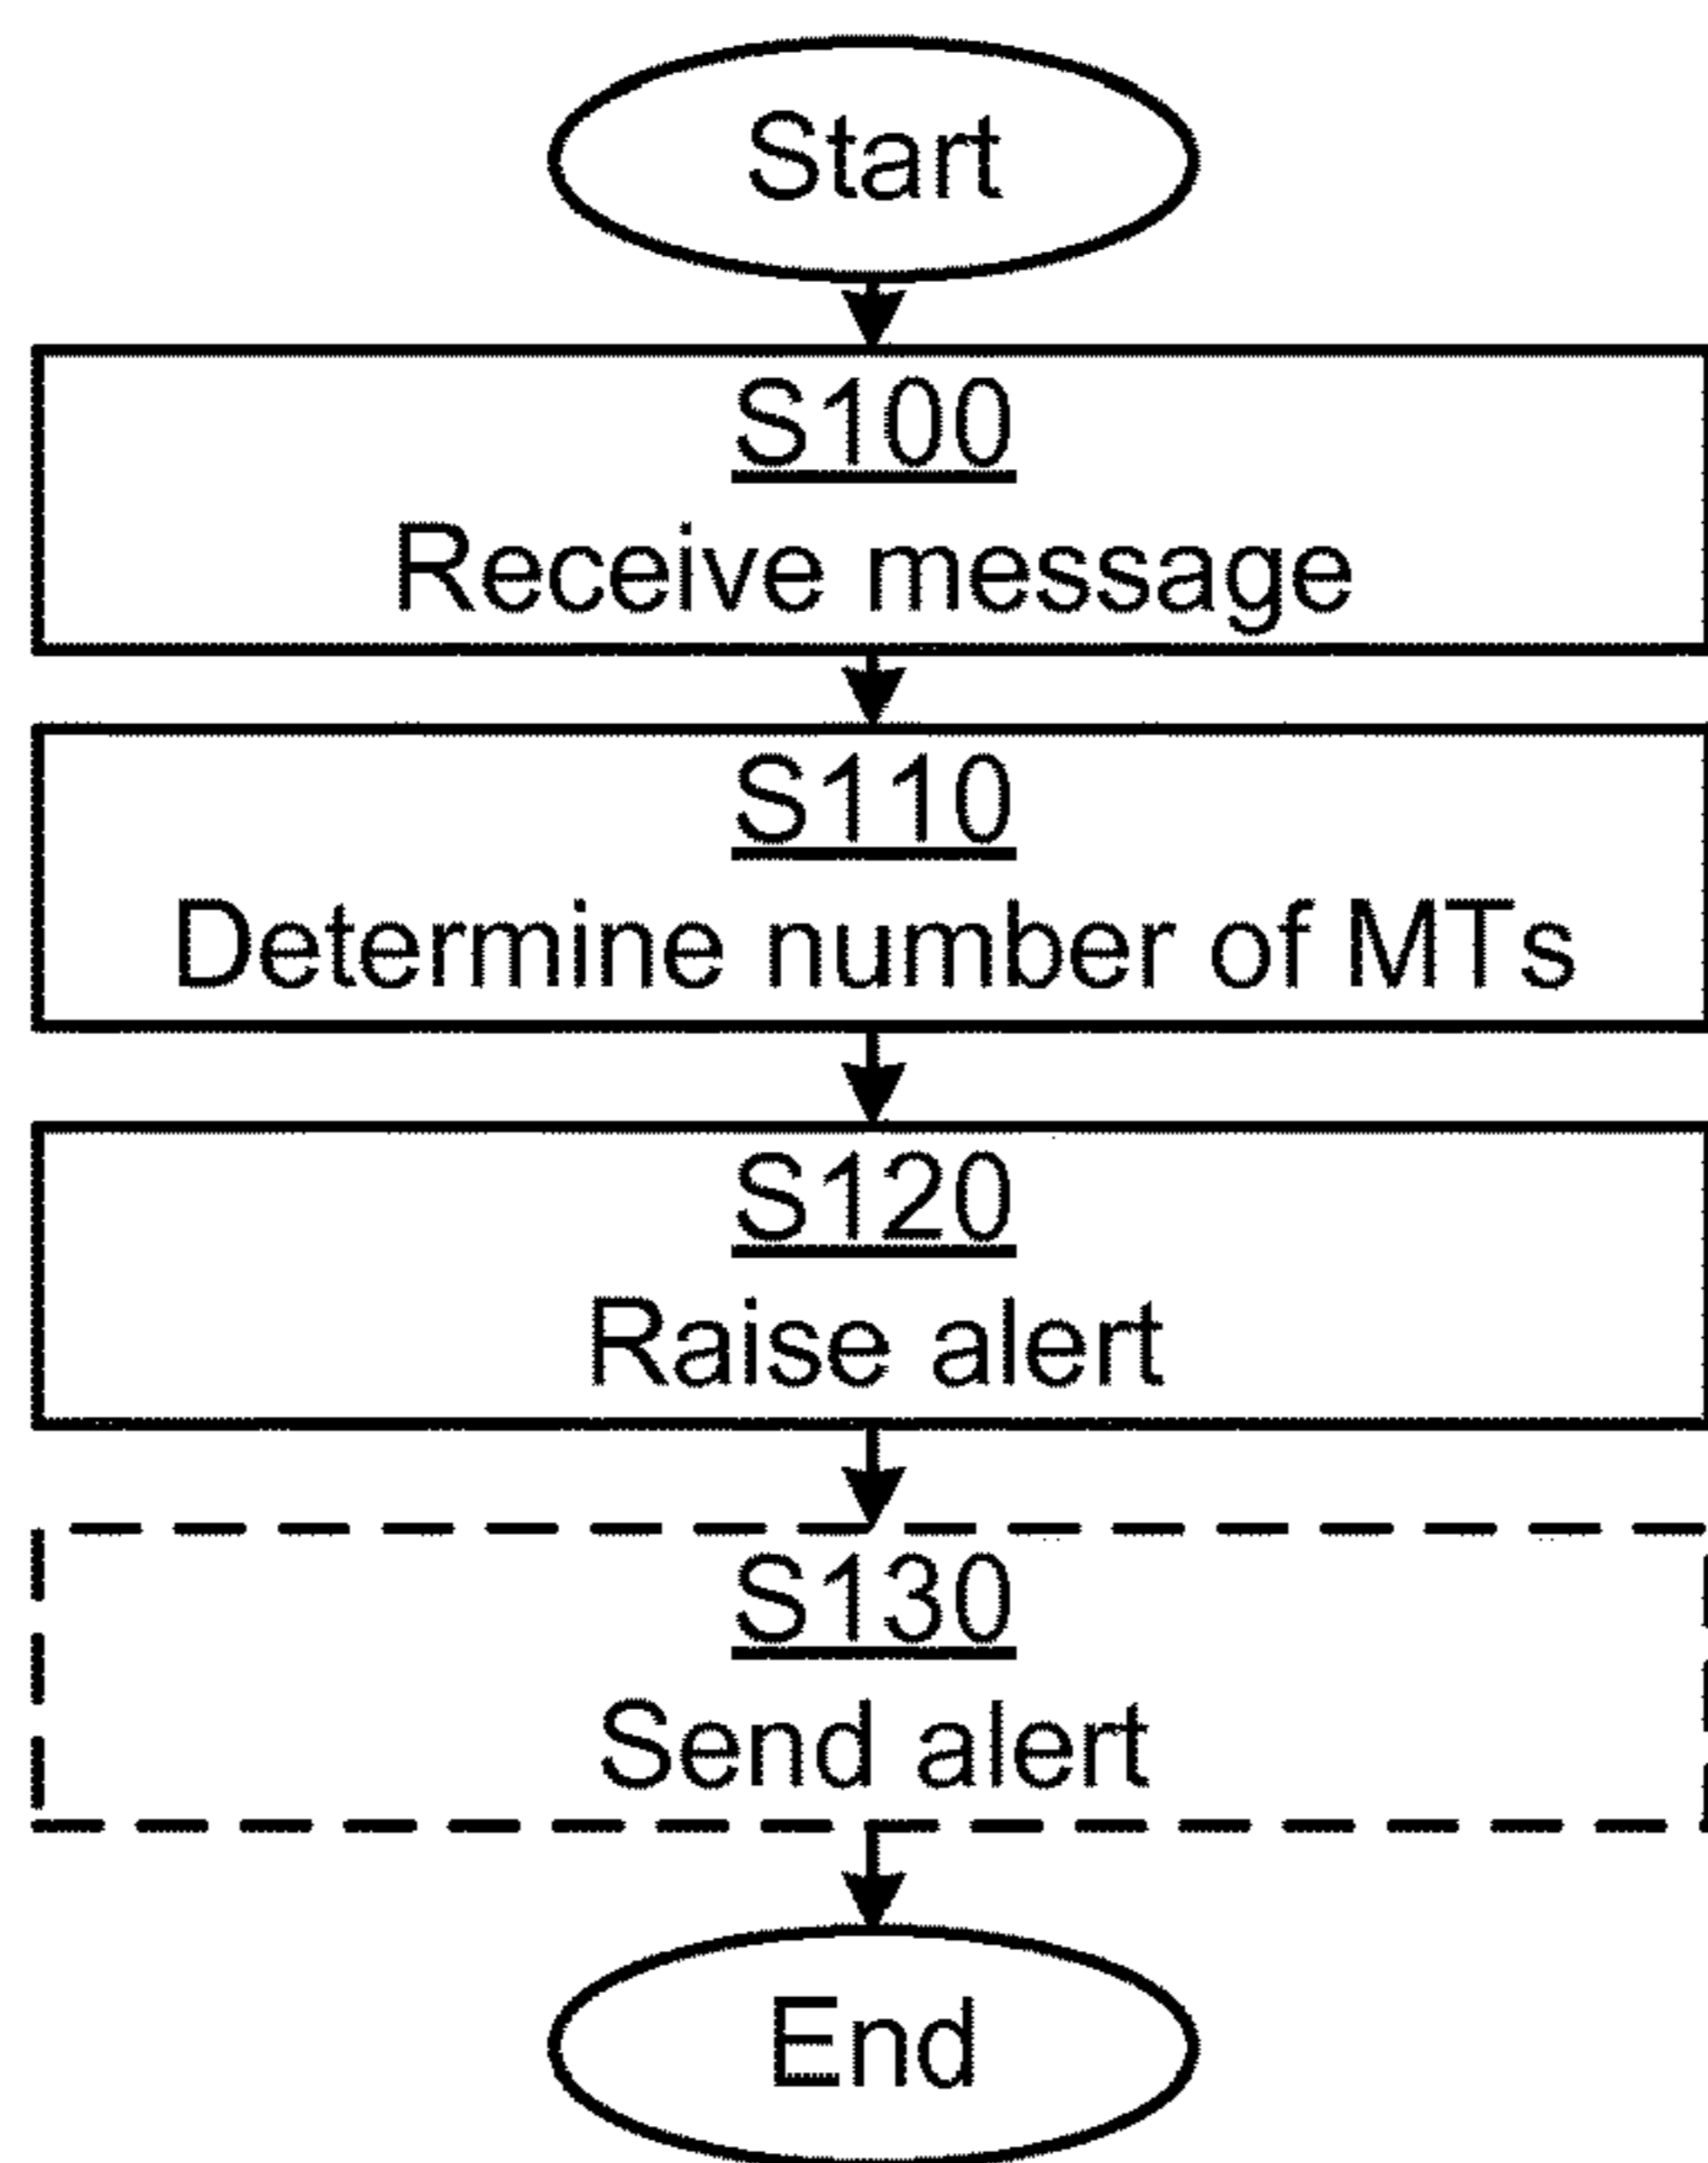 Start
S100
Receive message
S110
Determine number of MTs
S120
Raise alert
S130
Send alert
End